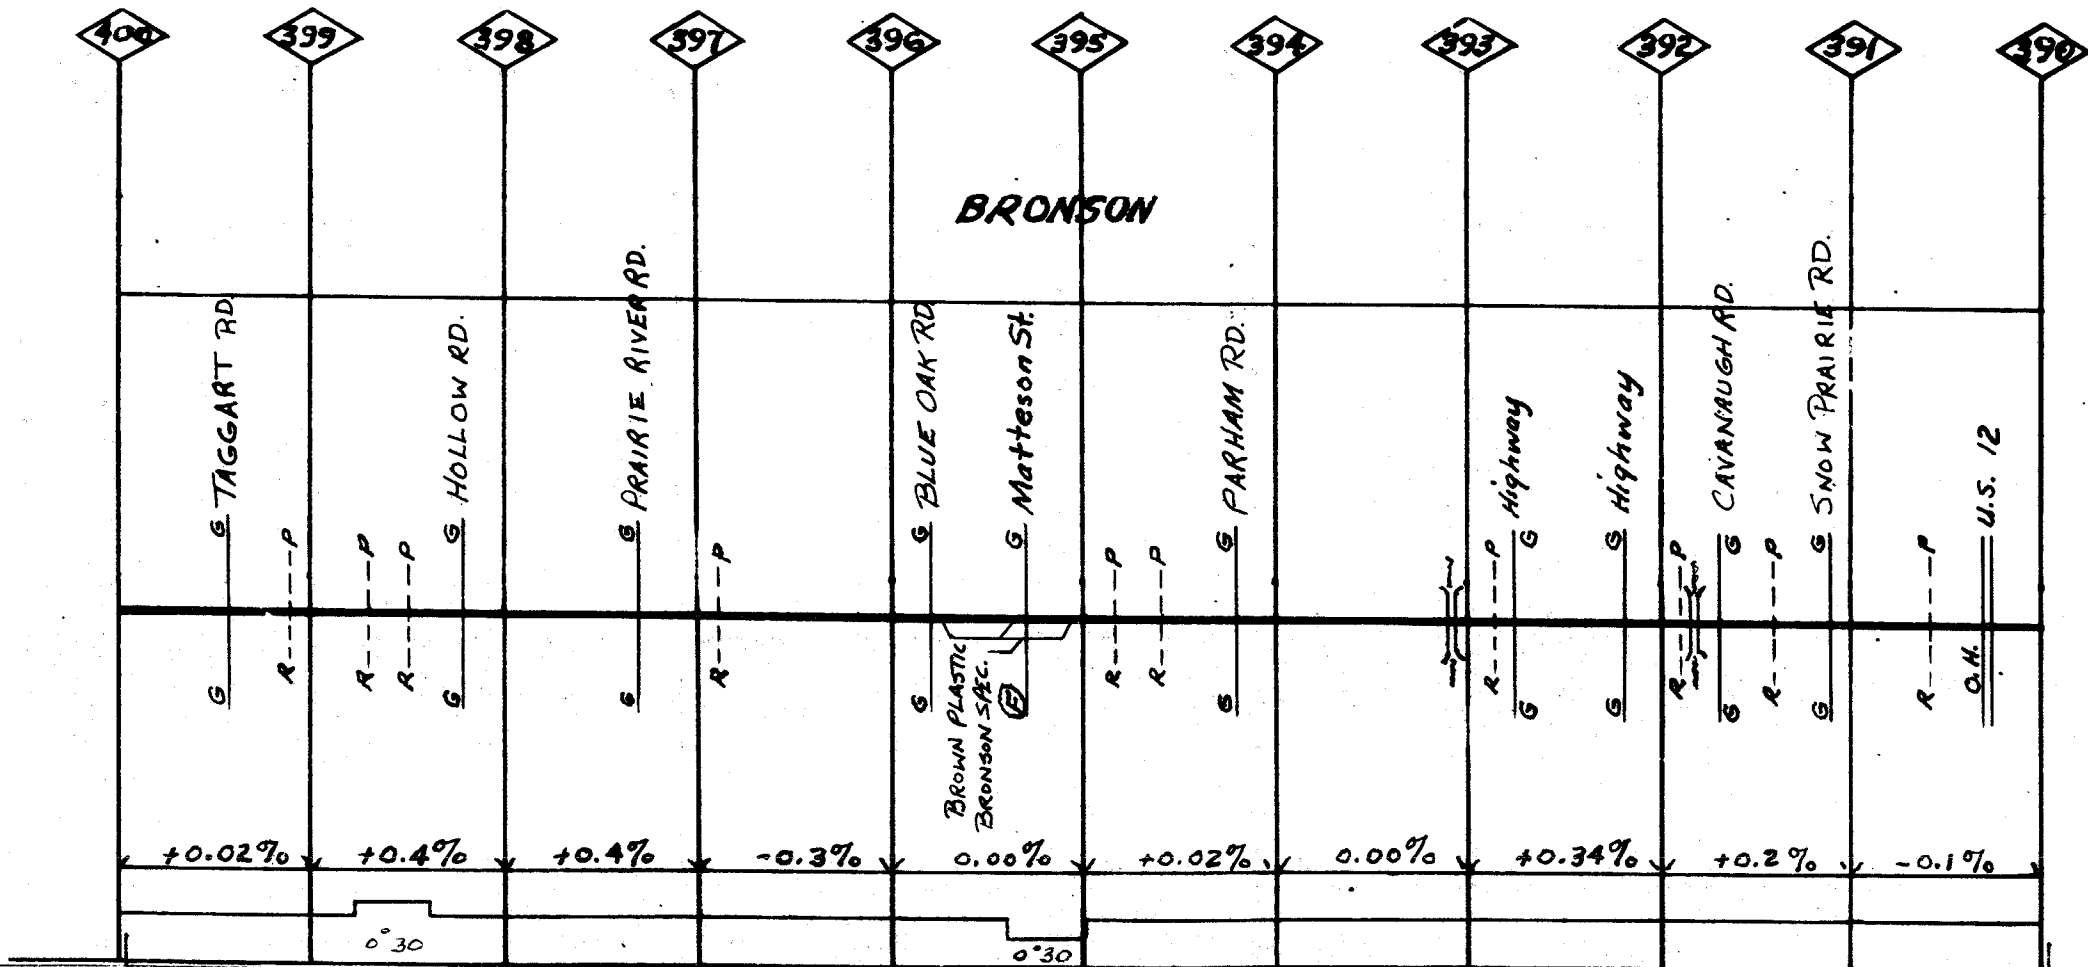 400 399 398 397 396 395 394 393 392 391 390
BRONSON
TAGGART RD
HOLLOW RD.
PRAIRIE RIVER RD.
BLUE OAK RD
Matteson St.
PARHAM RD.
Highway
Highway
CAVANAUGH RD.
SNOW PRAIRIE RD.
U.S. 12
G G G G G G G G G G G
P P P P P P P P P P
R R R R R R R R R R
G G G G G G G G G G G
O.H.
BROWN PLASTIC
BRONSON SPEC.
E
+0.02% +0.4% +0.4% -0.3% 0.00% +0.02% 0.00% +0.34% +0.2% -0.1%
0°30 0°30